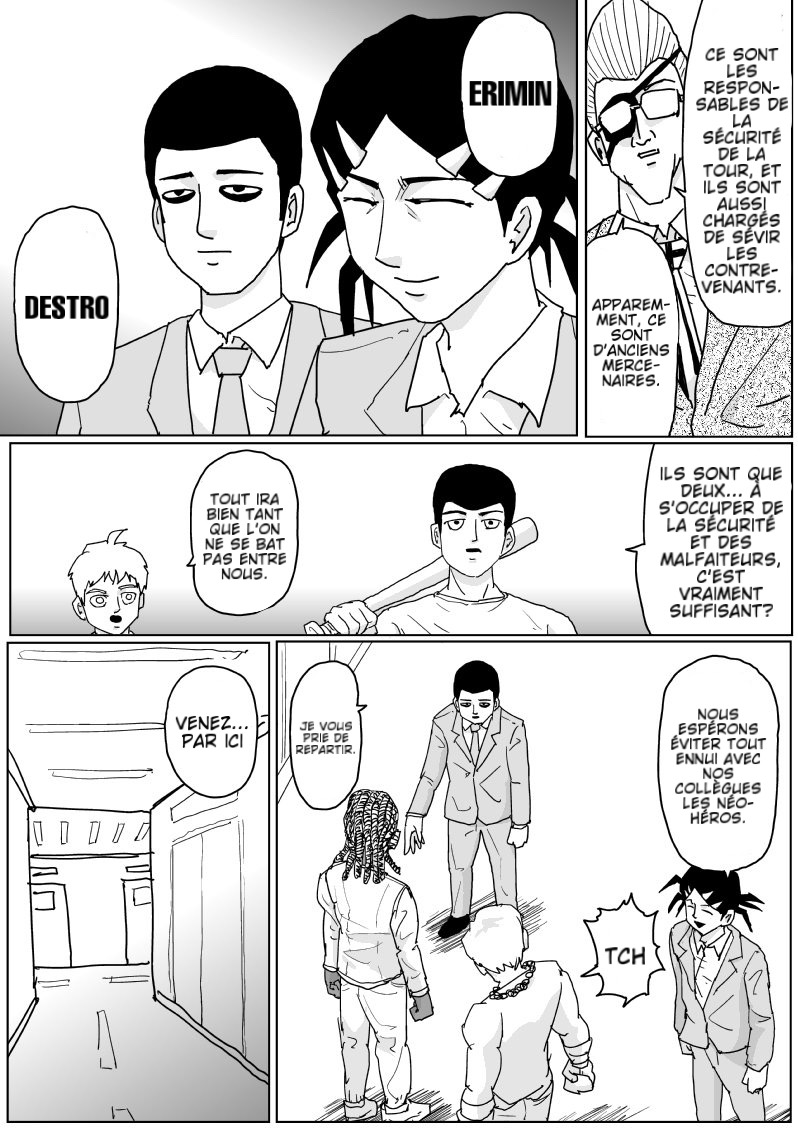 CE SONT
LES
RESPON-
SABLES DE
LA
SÉCURITÉ
DE LA
TOUR, ET
ILS SONT
AUSSI
CHARGÉS
DE SÉVIR
LES
CONTRE-
VENANTS.
APPAREM-
MENT, CE
SONT
D'ANCIENS
MERCE-
NAIRES.
ERIMIN
DESTRO
ILS SONT QUE
DEUX... À
S'OCCUPER DE
LA SÉCURITÉ
ET DES
MALFAITEURS,
C'EST
VRAIMENT
SUFFISANT?
TOUT IRA
BIEN TANT
QUE L'ON
NE SE BAT
PAS ENTRE
NOUS.
NOUS
ESPÉRONS
ÉVITER TOUT
ENNUI AVEC
NOS
COLLÈGUES
LES NÉO-
HÉROS.
TCH
JE VOUS
PRIE DE
REPARTIR.
VENEZ...
PAR ICI